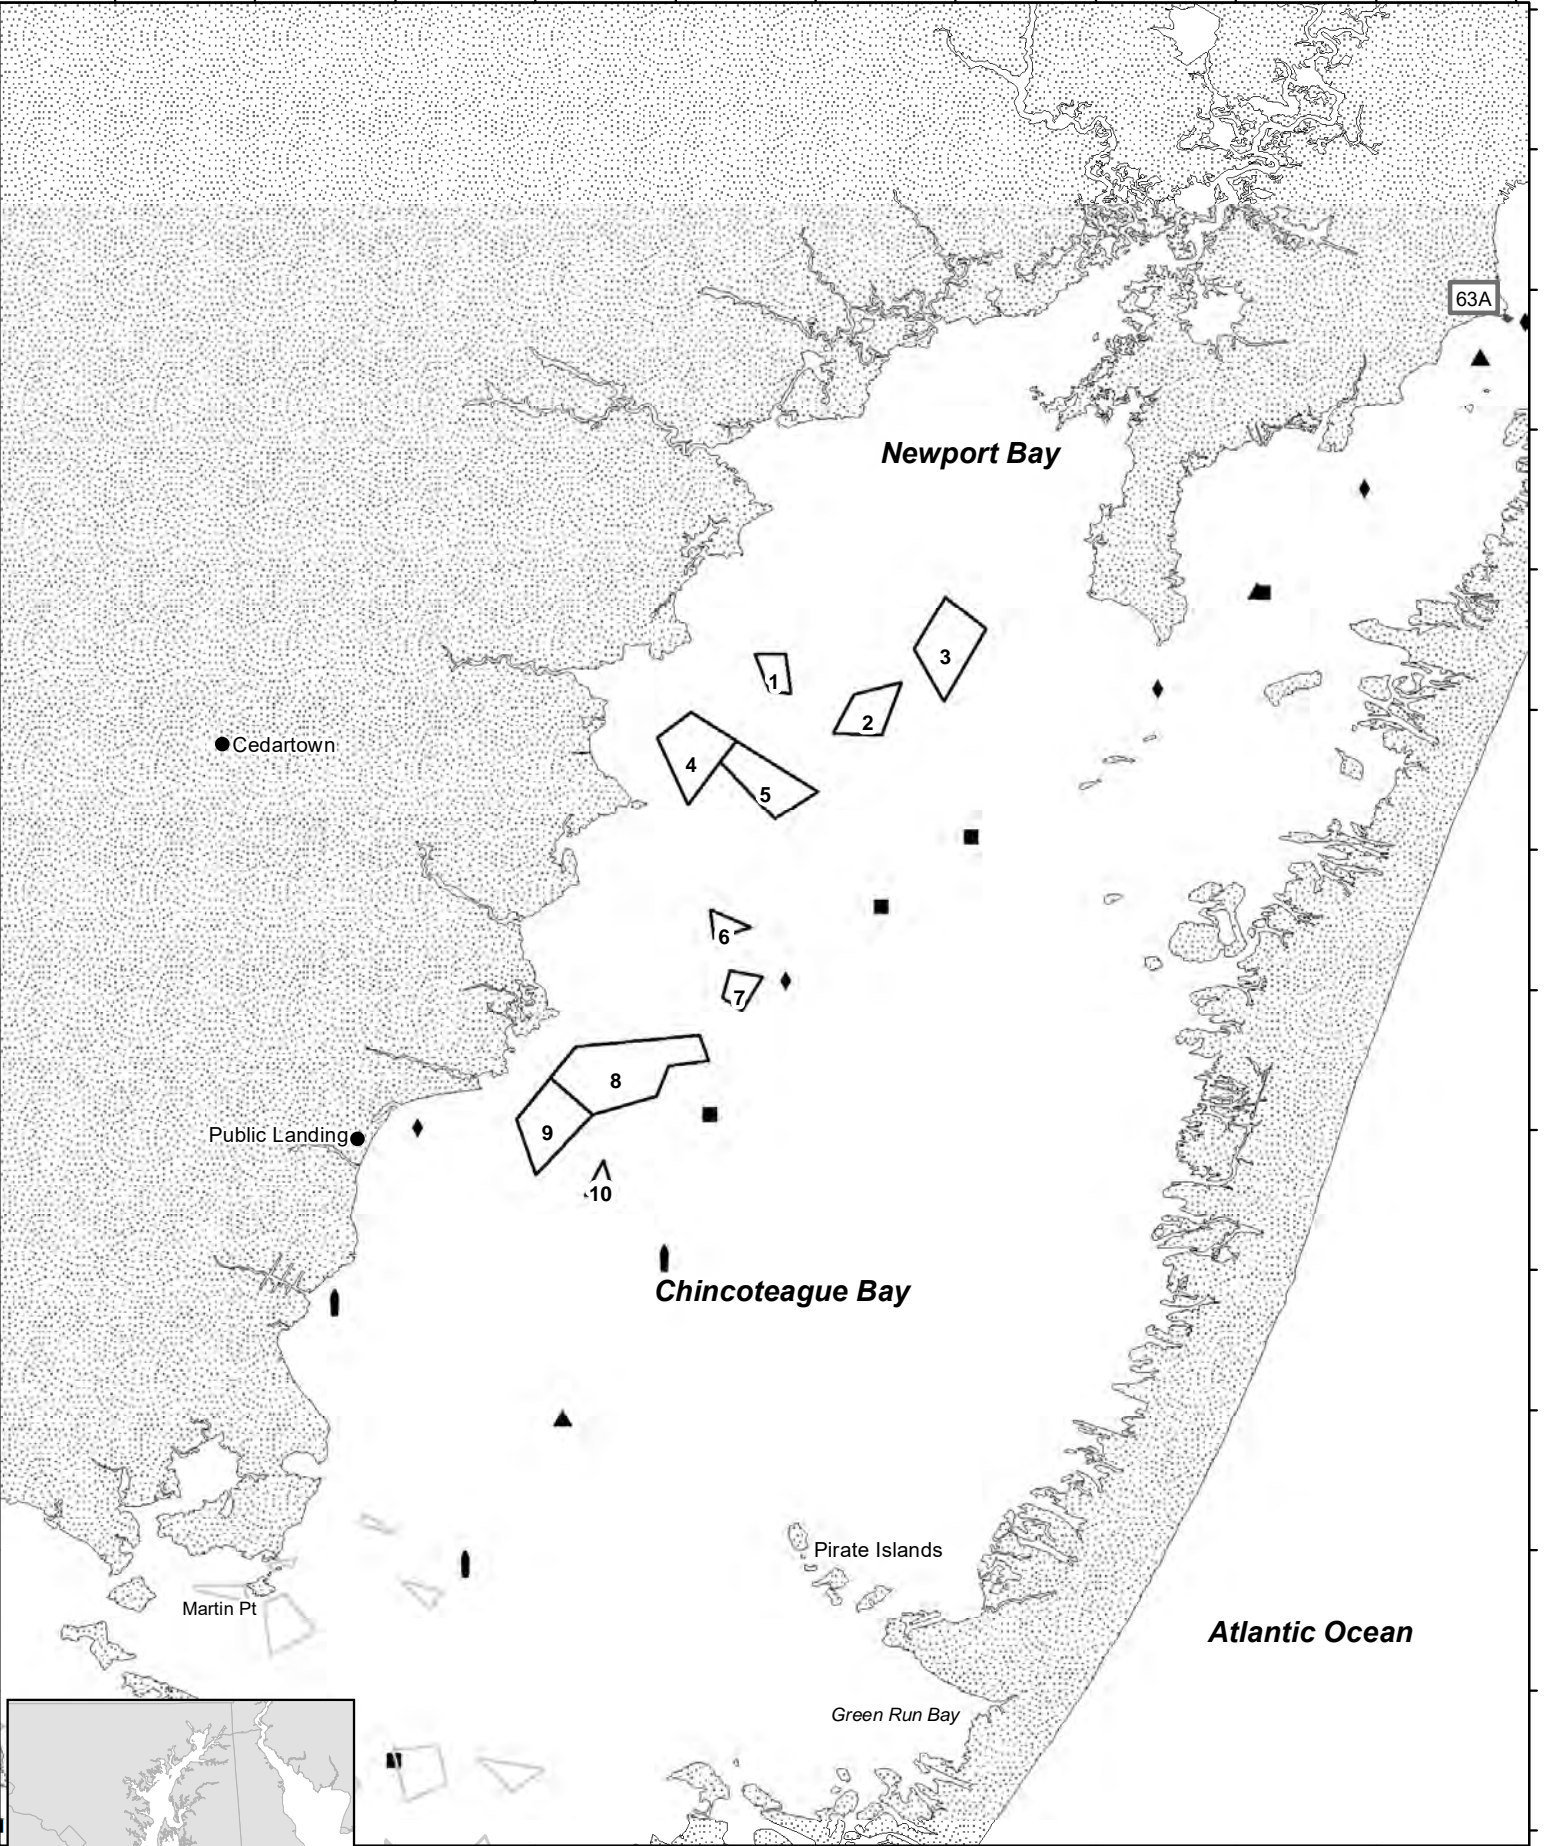 63A
Newport Bay
3
1
2
Cedartown
4
5
6
7
8
9
Public Landing
10
Chincoteague Bay
Pirate Islands
Martin Pt
Atlantic Ocean
Green Run Bay